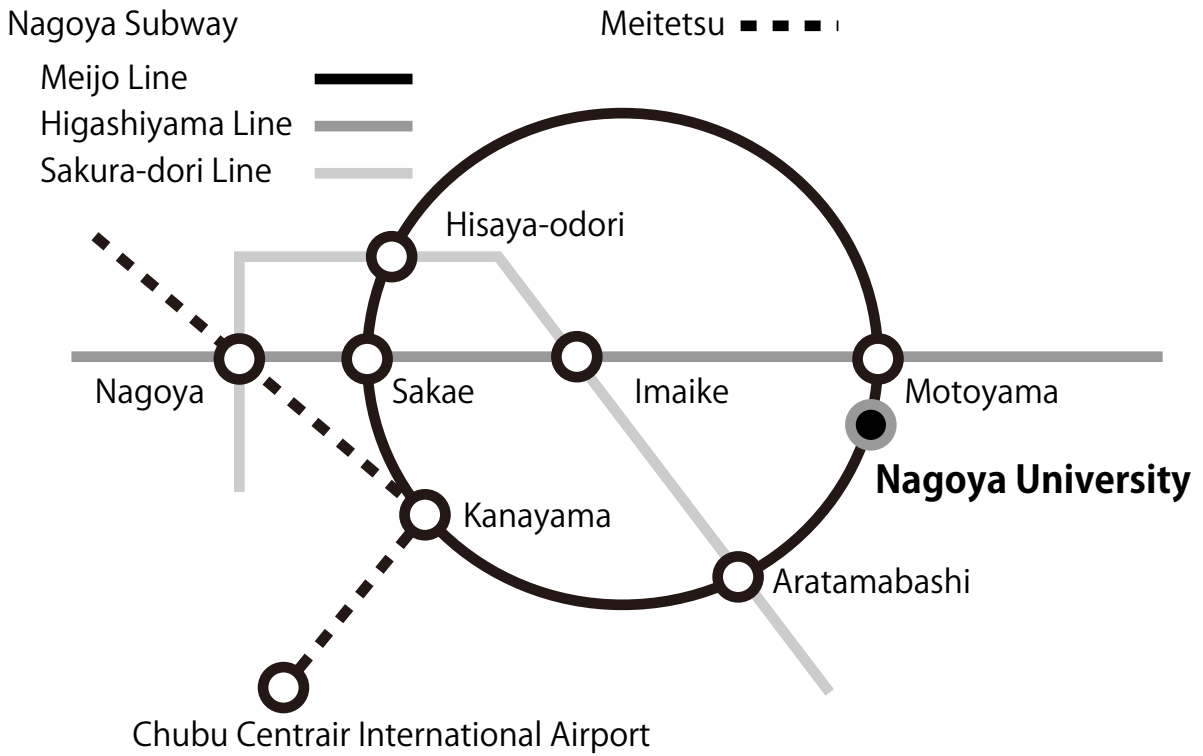 Nagoya Subway
Meitetsu
Meijo Line
Higashiyama Line
Sakura-dori Line
Hisaya-odori
Nagoya
Sakae
Imaike
Motoyama
Nagoya University
Kanayama
Aratamabashi
Chubu Centrair International Airport